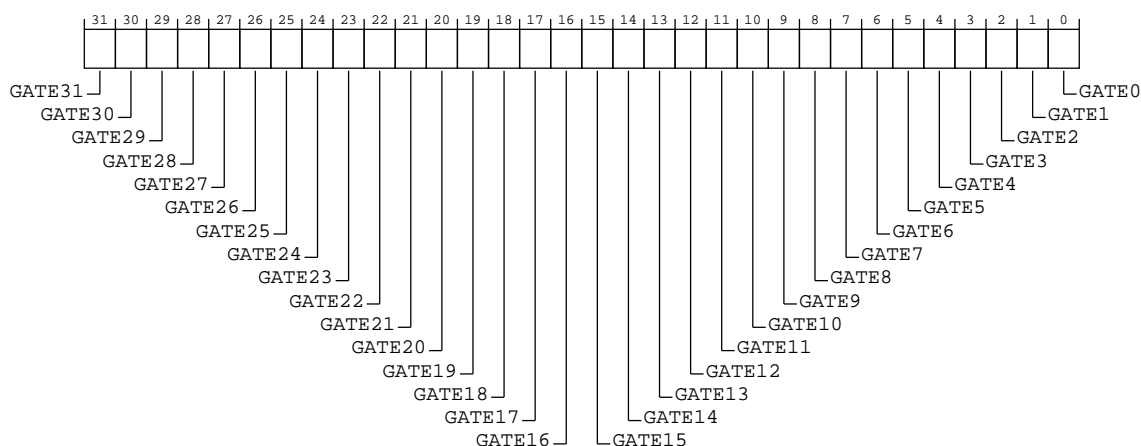 31 30 29 28 27 26 25 24 23 22 21 20 19 18 17 16 15 14 13 12 11 10 9 8 7 6 5 4 3 2 1 0
GATE31 GATE0
GATE30 GATE1
GATE29 GATE2
GATE28 GATE3
GATE27 GATE4
GATE26 GATE5
GATE25 GATE6
GATE24 GATE7
GATE23 GATE8
GATE22 GATE9
GATE21 GATE10
GATE20 GATE11
GATE19 GATE12
GATE18 GATE13
GATE17 GATE14
GATE16 GATE15